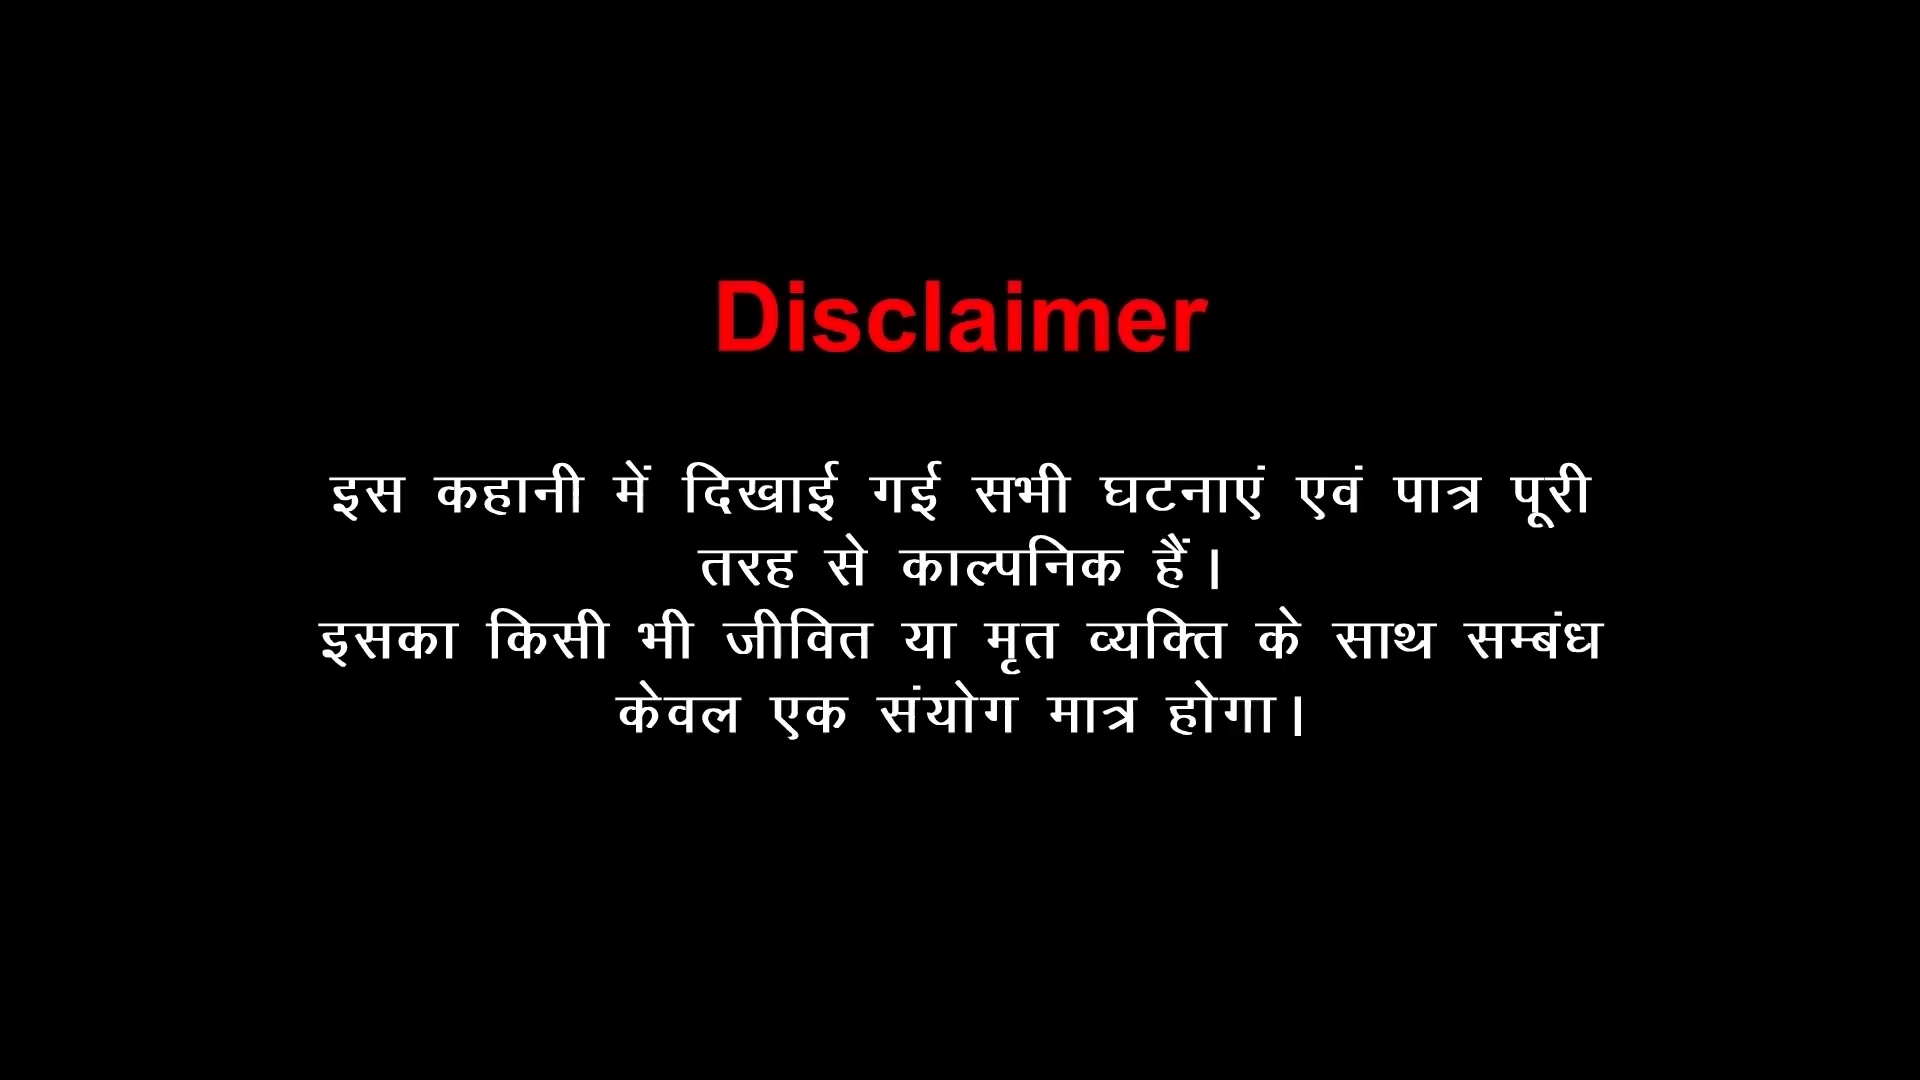 Disclaimer
इस कहानी में दिखाई गई सभी घटनाएं एवं पात्र पूरी
तरह से काल्पनिक हैं।
इसका किसी भी जीवित या मृत व्यक्ति के साथ सम्बंध
केवल एक संयोग मात्र होगा।